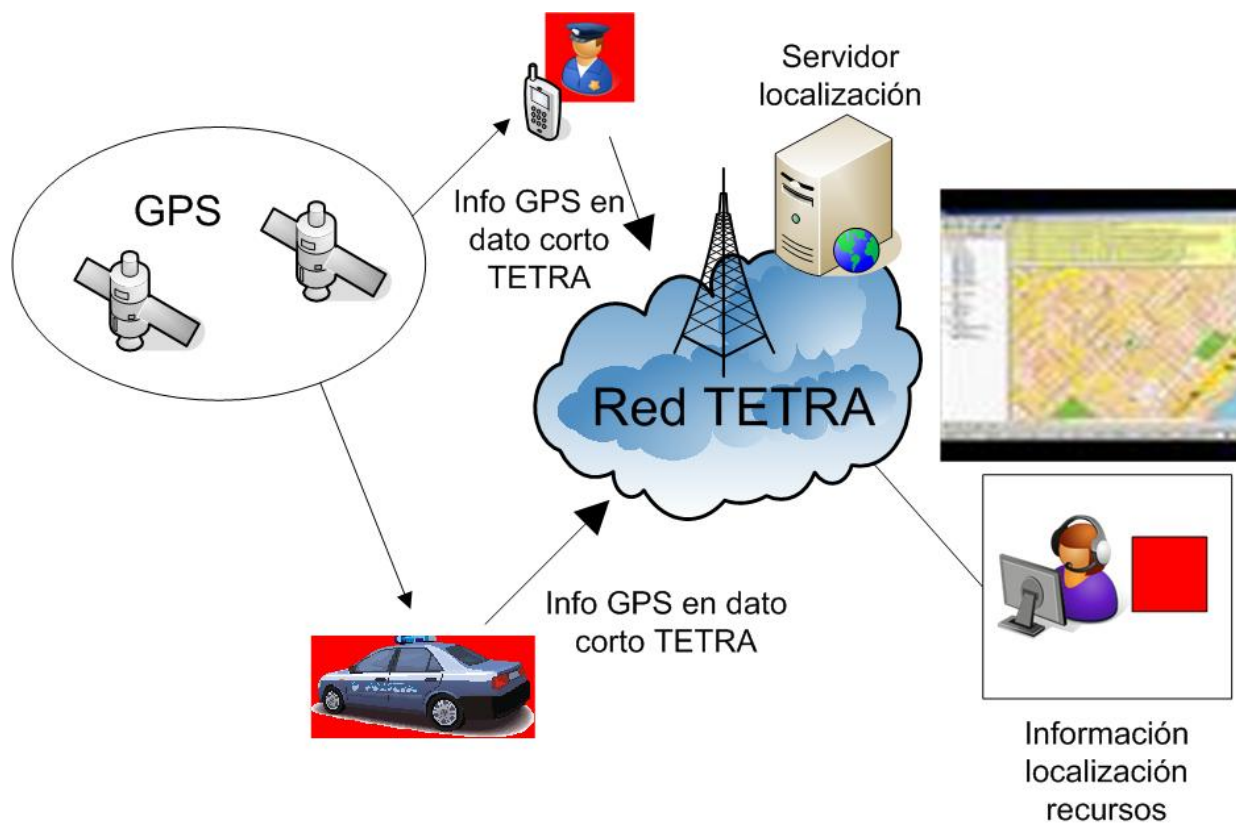 Servidor
localización
GPS
Info GPS en
dato corto
TETRA
Red TETRA
Info GPS en dato
corto TETRA
Información
localización
recursos